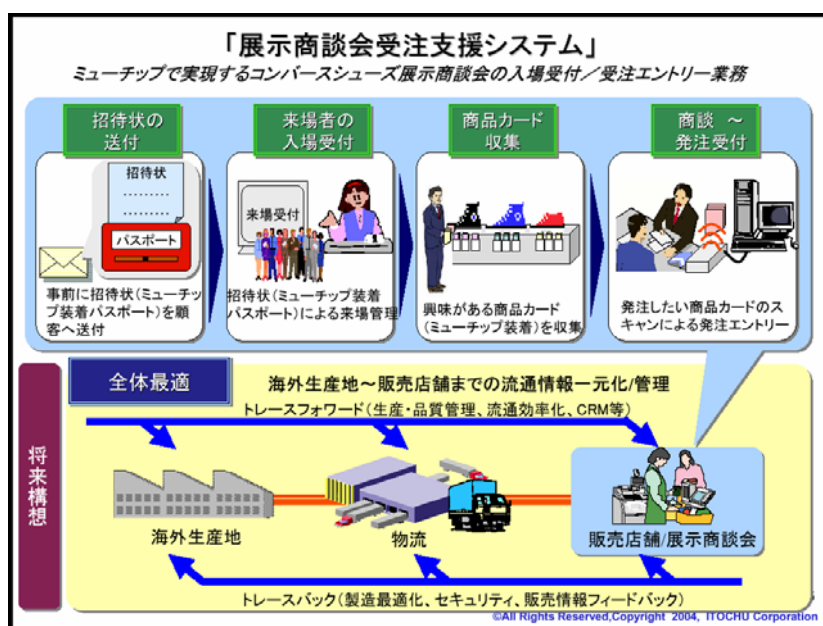 「展示商談会受注支援システム」
ミューチップで実現するコンバースシューズ展示商談会の入場受付／受注エントリー業務
招待状の
送付
来場者の
入場受付
商品カード
収集
商談 ～
発注受付
招待状
パスポート
来場受付
事前に招待状(ミューチッ
プ装着パスポート)を顧
客へ送付
招待状(ミューチップ装着
パスポート)による来場管理
興味がある商品カード
(ミューチップ装着)を収集
発注したい商品カードのス
キャンによる発注エントリー
将来構想
全体最適
海外生産地～販売店舗までの流通情報一元化/管理
トレースフォワード(生産・品質管理、流通効率化、CRM等)
海外生産地
物流
販売店舗/展示商談会
トレースバック(製造最適化、セキュリティ、販売情報フィードバック)
©All Rights Reserved,Copyright 2004, ITOCHU Corporation